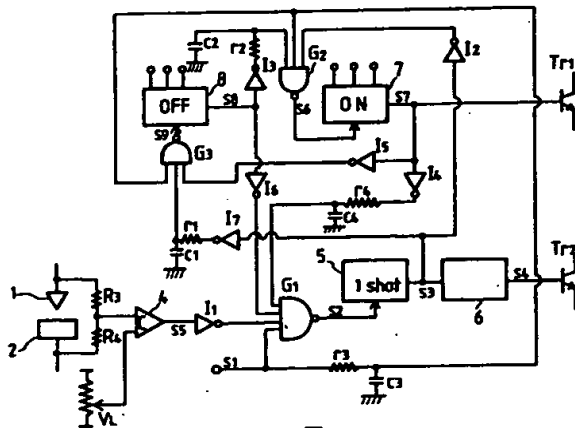 C2
r2
I3
G2
I2
8
7
Tr1
OFF
S8
S6
ON
S7
S9
G3
I5
I6
I4
r4
C4
r1
I7
C1
5
G1
1
R3
4
1 shot
S3
S4
Tr2
S5
I1
S2
6
2
R4
S1
r3
C3
VL